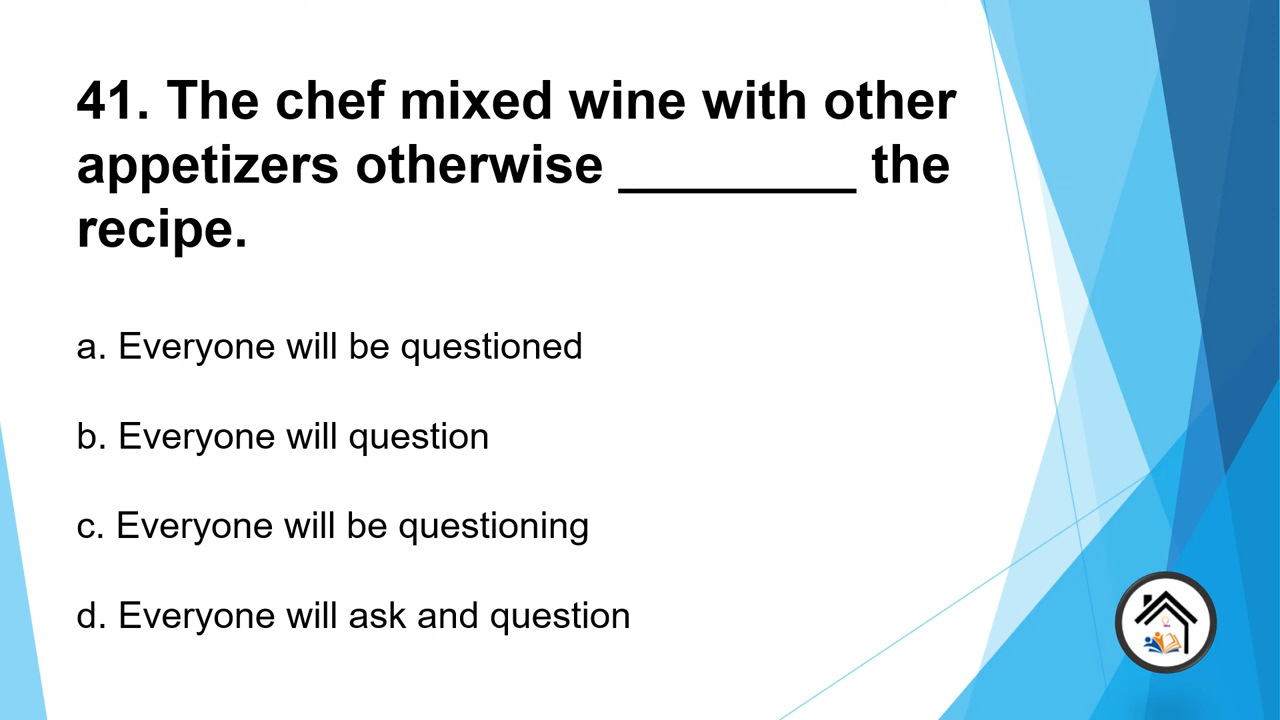 41. The chef mixed wine with other
appetizers otherwise ________ the
recipe.
a. Everyone will be questioned
b. Everyone will question
c. Everyone will be questioning
d. Everyone will ask and question